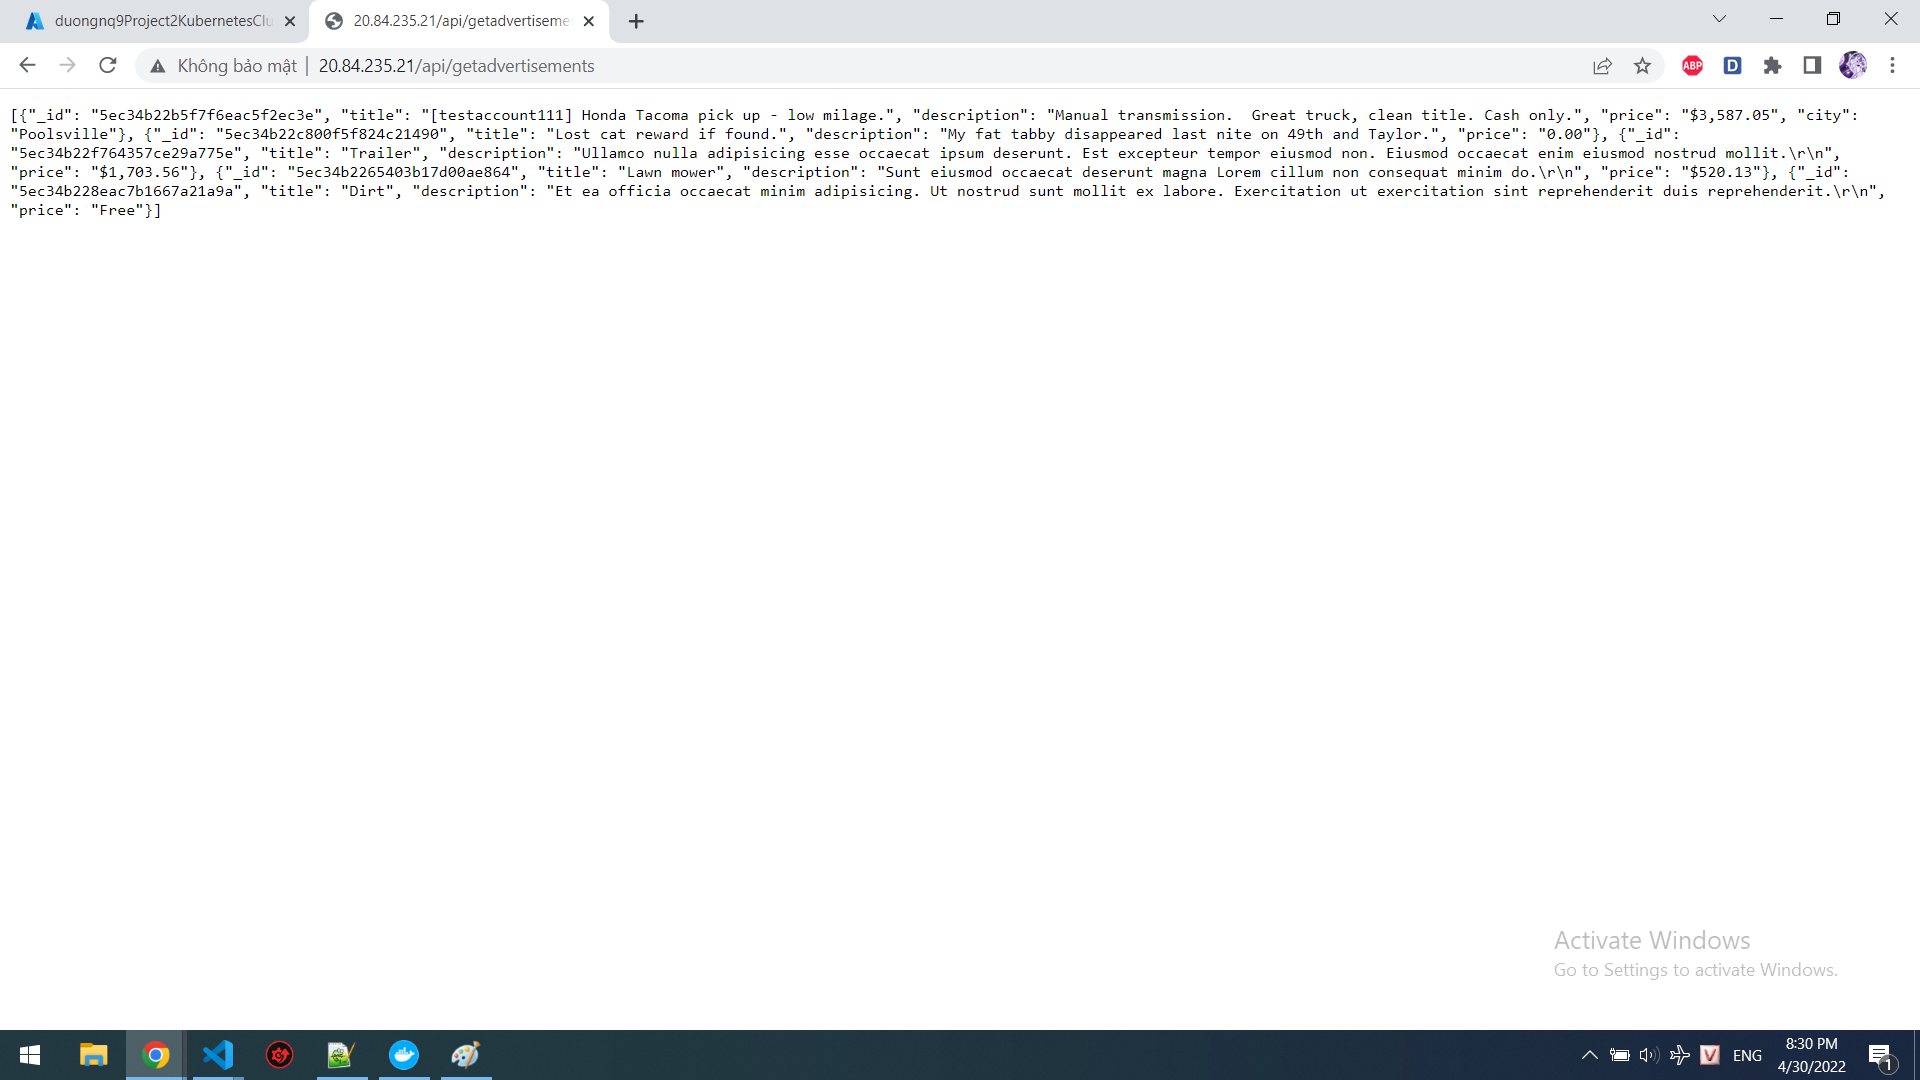 duongnq9Project2KubernetesClu
20.84.235.21/api/getadvertiseme
Không bảo mật
20.84.235.21/api/getadvertisements
ABP
D
[{"_id": "5ec34b22b5f7f6eac5f2ec3e", "title": "[testaccount111] Honda Tacoma pick up - low milage.", "description": "Manual transmission.  Great truck, clean title. Cash only.", "price": "$3,587.05", "city":
"Poolsville"}, {"_id": "5ec34b22c800f5f824c21490", "title": "Lost cat reward if found.", "description": "My fat tabby disappeared last nite on 49th and Taylor.", "price": "0.00"}, {"_id":
"5ec34b22f764357ce29a775e", "title": "Trailer", "description": "Ullamco nulla adipisicing esse occaecat ipsum deserunt. Est excepteur tempor eiusmod non. Eiusmod occaecat enim eiusmod nostrud mollit.\r\n",
"price": "$1,703.56"}, {"_id": "5ec34b2265403b17d00ae864", "title": "Lawn mower", "description": "Sunt eiusmod occaecat deserunt magna Lorem cillum non consequat minim do.\r\n", "price": "$520.13"}, {"_id":
"5ec34b228eac7b1667a21a9a", "title": "Dirt", "description": "Et ea officia occaecat minim adipisicing. Ut nostrud sunt mollit ex labore. Exercitation ut exercitation sint reprehenderit duis reprehenderit.\r\n",
"price": "Free"}]
Activate Windows
Go to Settings to activate Windows.
V
ENG
8:30 PM
4/30/2022
1